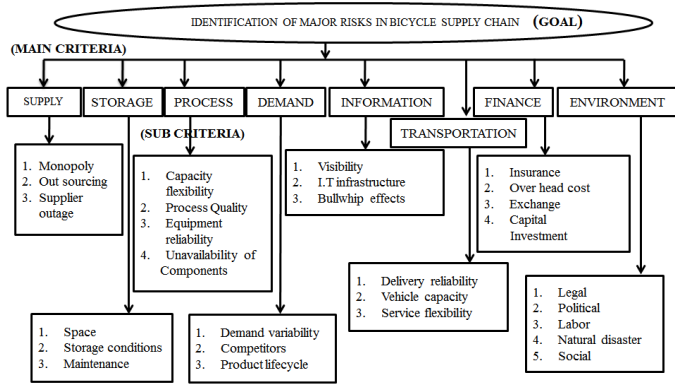 IDENTIFICATION OF MAJOR RISKS IN BICYCLE SUPPLY CHAIN (GOAL)
(MAIN CRITERIA)
SUPPLY
STORAGE
PROCESS
DEMAND
INFORMATION
TRANSPORTATION
FINANCE
ENVIRONMENT
(SUB CRITERIA)
1. Monopoly
2. Out sourcing
3. Supplier
outage
1. Capacity
flexibility
2. Process Quality
3. Equipment
reliability
4. Unavailability of
Components
1. Visibility
2. I.T infrastructure
3. Bullwhip effects
1. Insurance
2. Over head cost
3. Exchange
4. Capital
Investment
1. Space
2. Storage conditions
3. Maintenance
1. Demand variability
2. Competitors
3. Product lifecycle
1. Delivery reliability
2. Vehicle capacity
3. Service flexibility
1. Legal
2. Political
3. Labor
4. Natural disaster
5. Social